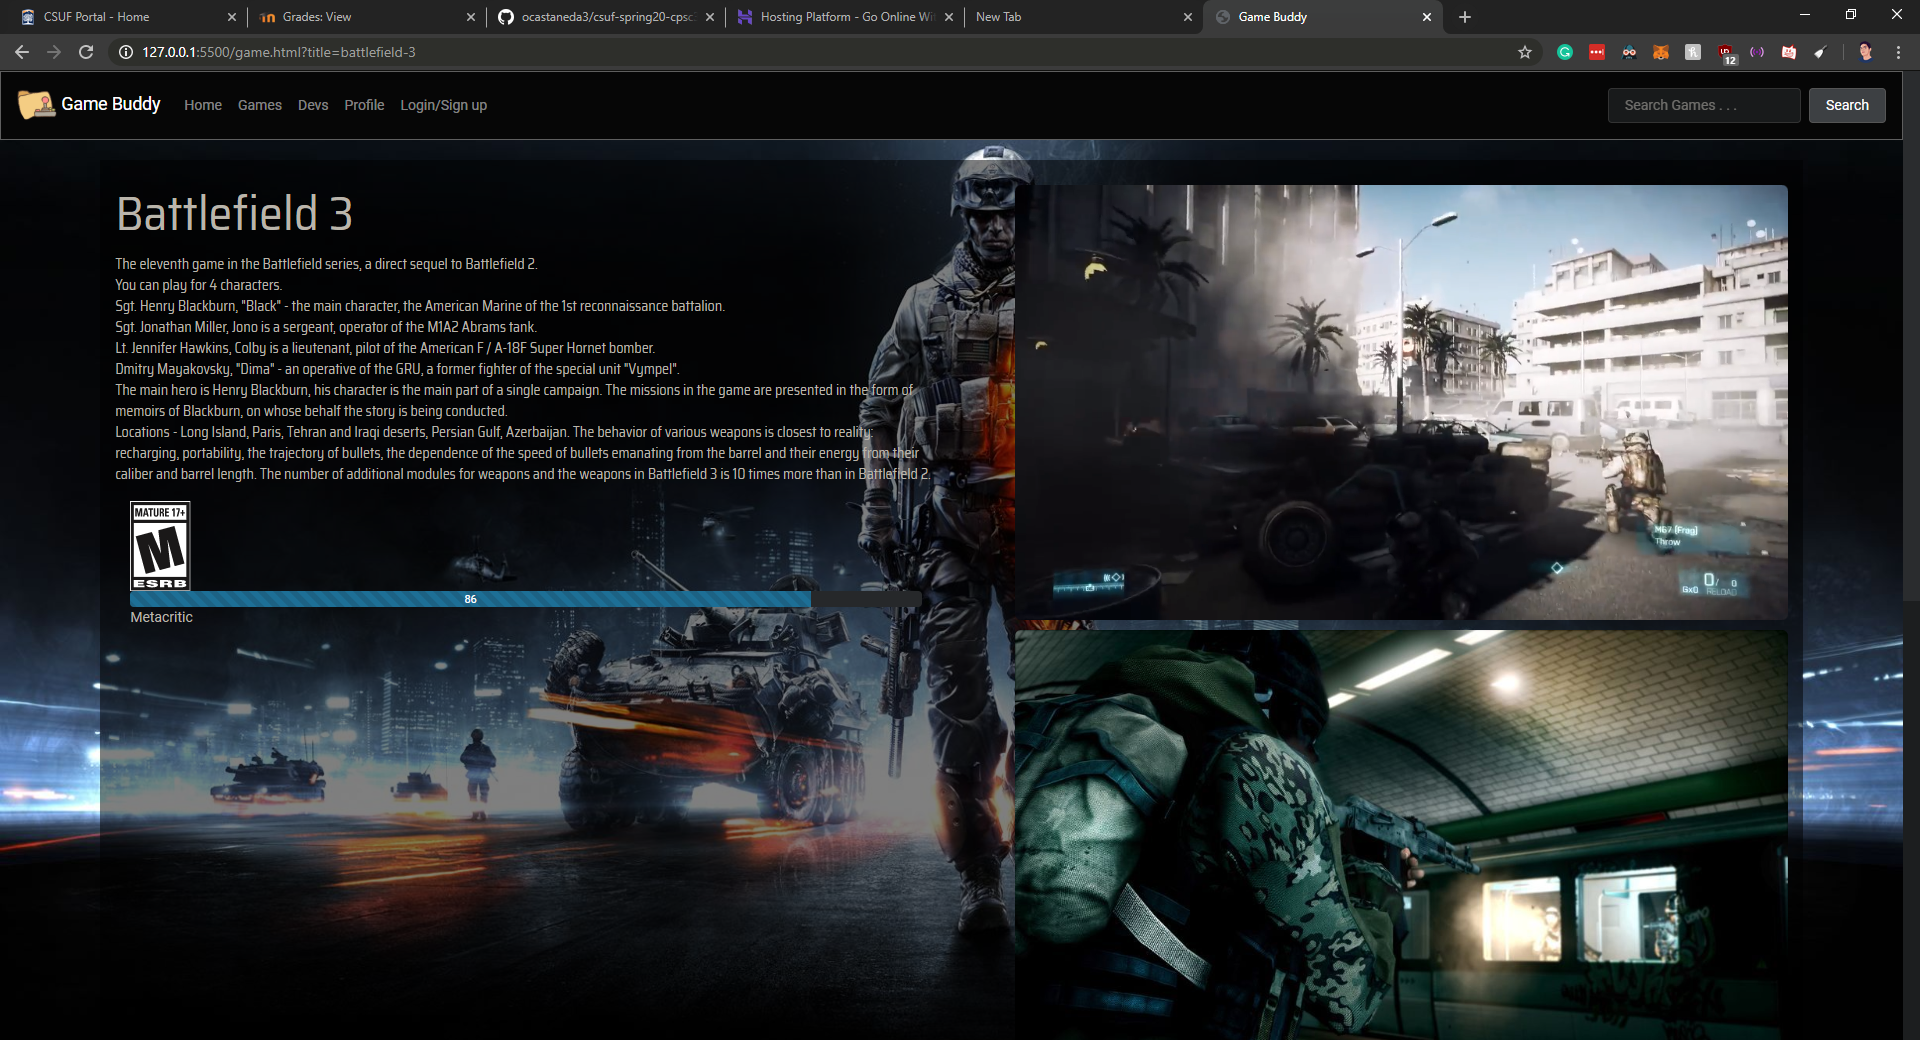 CSUF Portal - Home
Grades: View
ocastaneda3/csuf-spring20-cpsc
Hosting Platform - Go Online Wi
New Tab
Game Buddy
127.0.0.1:5500/game.html?title=battlefield-3
12
Game Buddy Home Games Devs Profile Login/Sign up
Search Games . . . Search
Battlefield 3
The eleventh game in the Battlefield series, a direct sequel to Battlefield 2.
You can play for 4 characters.
Sgt. Henry Blackburn, "Black" - the main character, the American Marine of the 1st reconnaissance battalion.
Sgt. Jonathan Miller, Jono is a sergeant, operator of the M1A2 Abrams tank.
Lt. Jennifer Hawkins, Colby is a lieutenant, pilot of the American F / A-18F Super Hornet bomber.
Dmitry Mayakovsky, "Dima" - an operative of the GRU, a former fighter of the special unit "Vympel".
The main hero is Henry Blackburn, his character is the main part of a single campaign. The missions in the game are presented in the form of
memoirs of Blackburn, on whose behalf the story is being conducted.
Locations - Long Island, Paris, Tehran and Iraqi deserts, Persian Gulf, Azerbaijan. The behavior of various weapons is closest to reality:
recharging, portability, the trajectory of bullets, the dependence of the speed of bullets emanating from the barrel and their energy from their
caliber and barrel length. The number of additional modules for weapons and the weapons in Battlefield 3 is 10 times more than in Battlefield 2.
MATURE 17+
M
ESRB
86
Metacritic
M67 [Frag]
Throw
0/ 0
6x0 RELOAD